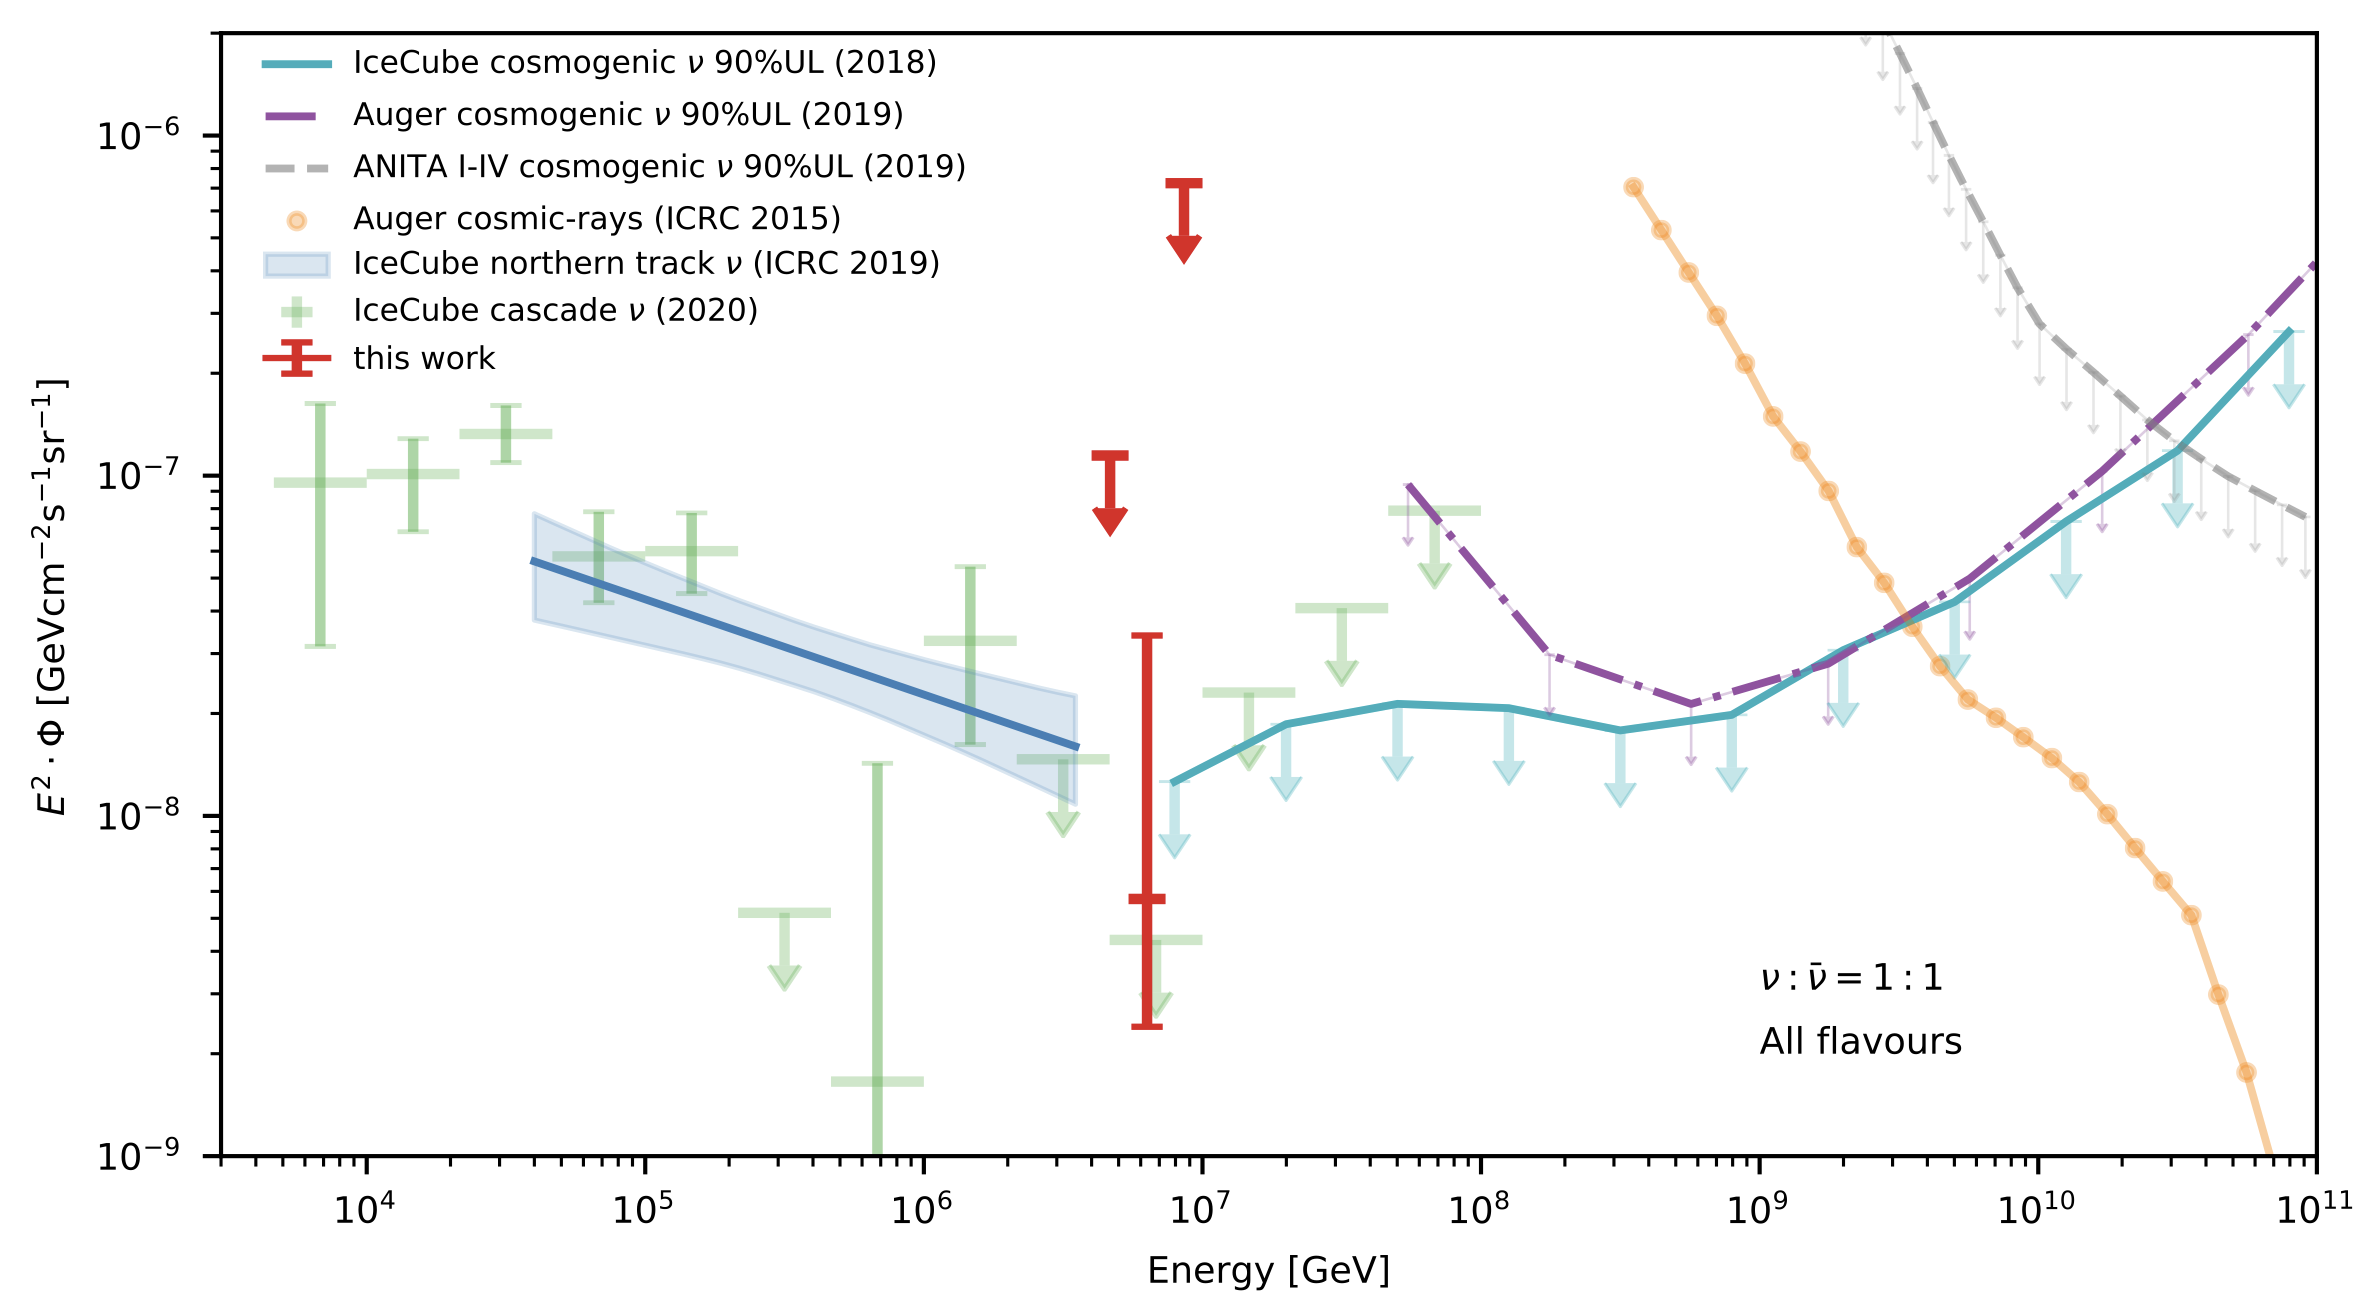 IceCube cosmogenic ν 90%UL (2018)
Auger cosmogenic ν 90%UL (2019)
ANITA I-IV cosmogenic ν 90%UL (2019)
Auger cosmic-rays (ICRC 2015)
IceCube northern track ν (ICRC 2019)
IceCube cascade ν (2020)
this work
10⁻⁶
10⁻⁷
10⁻⁸
10⁻⁹
E² · Φ [GeVcm⁻²s⁻¹sr⁻¹]
ν : ν̄ = 1 : 1
All flavours
10⁴ 10⁵ 10⁶ 10⁷ 10⁸ 10⁹ 10¹⁰ 10¹¹
Energy [GeV]